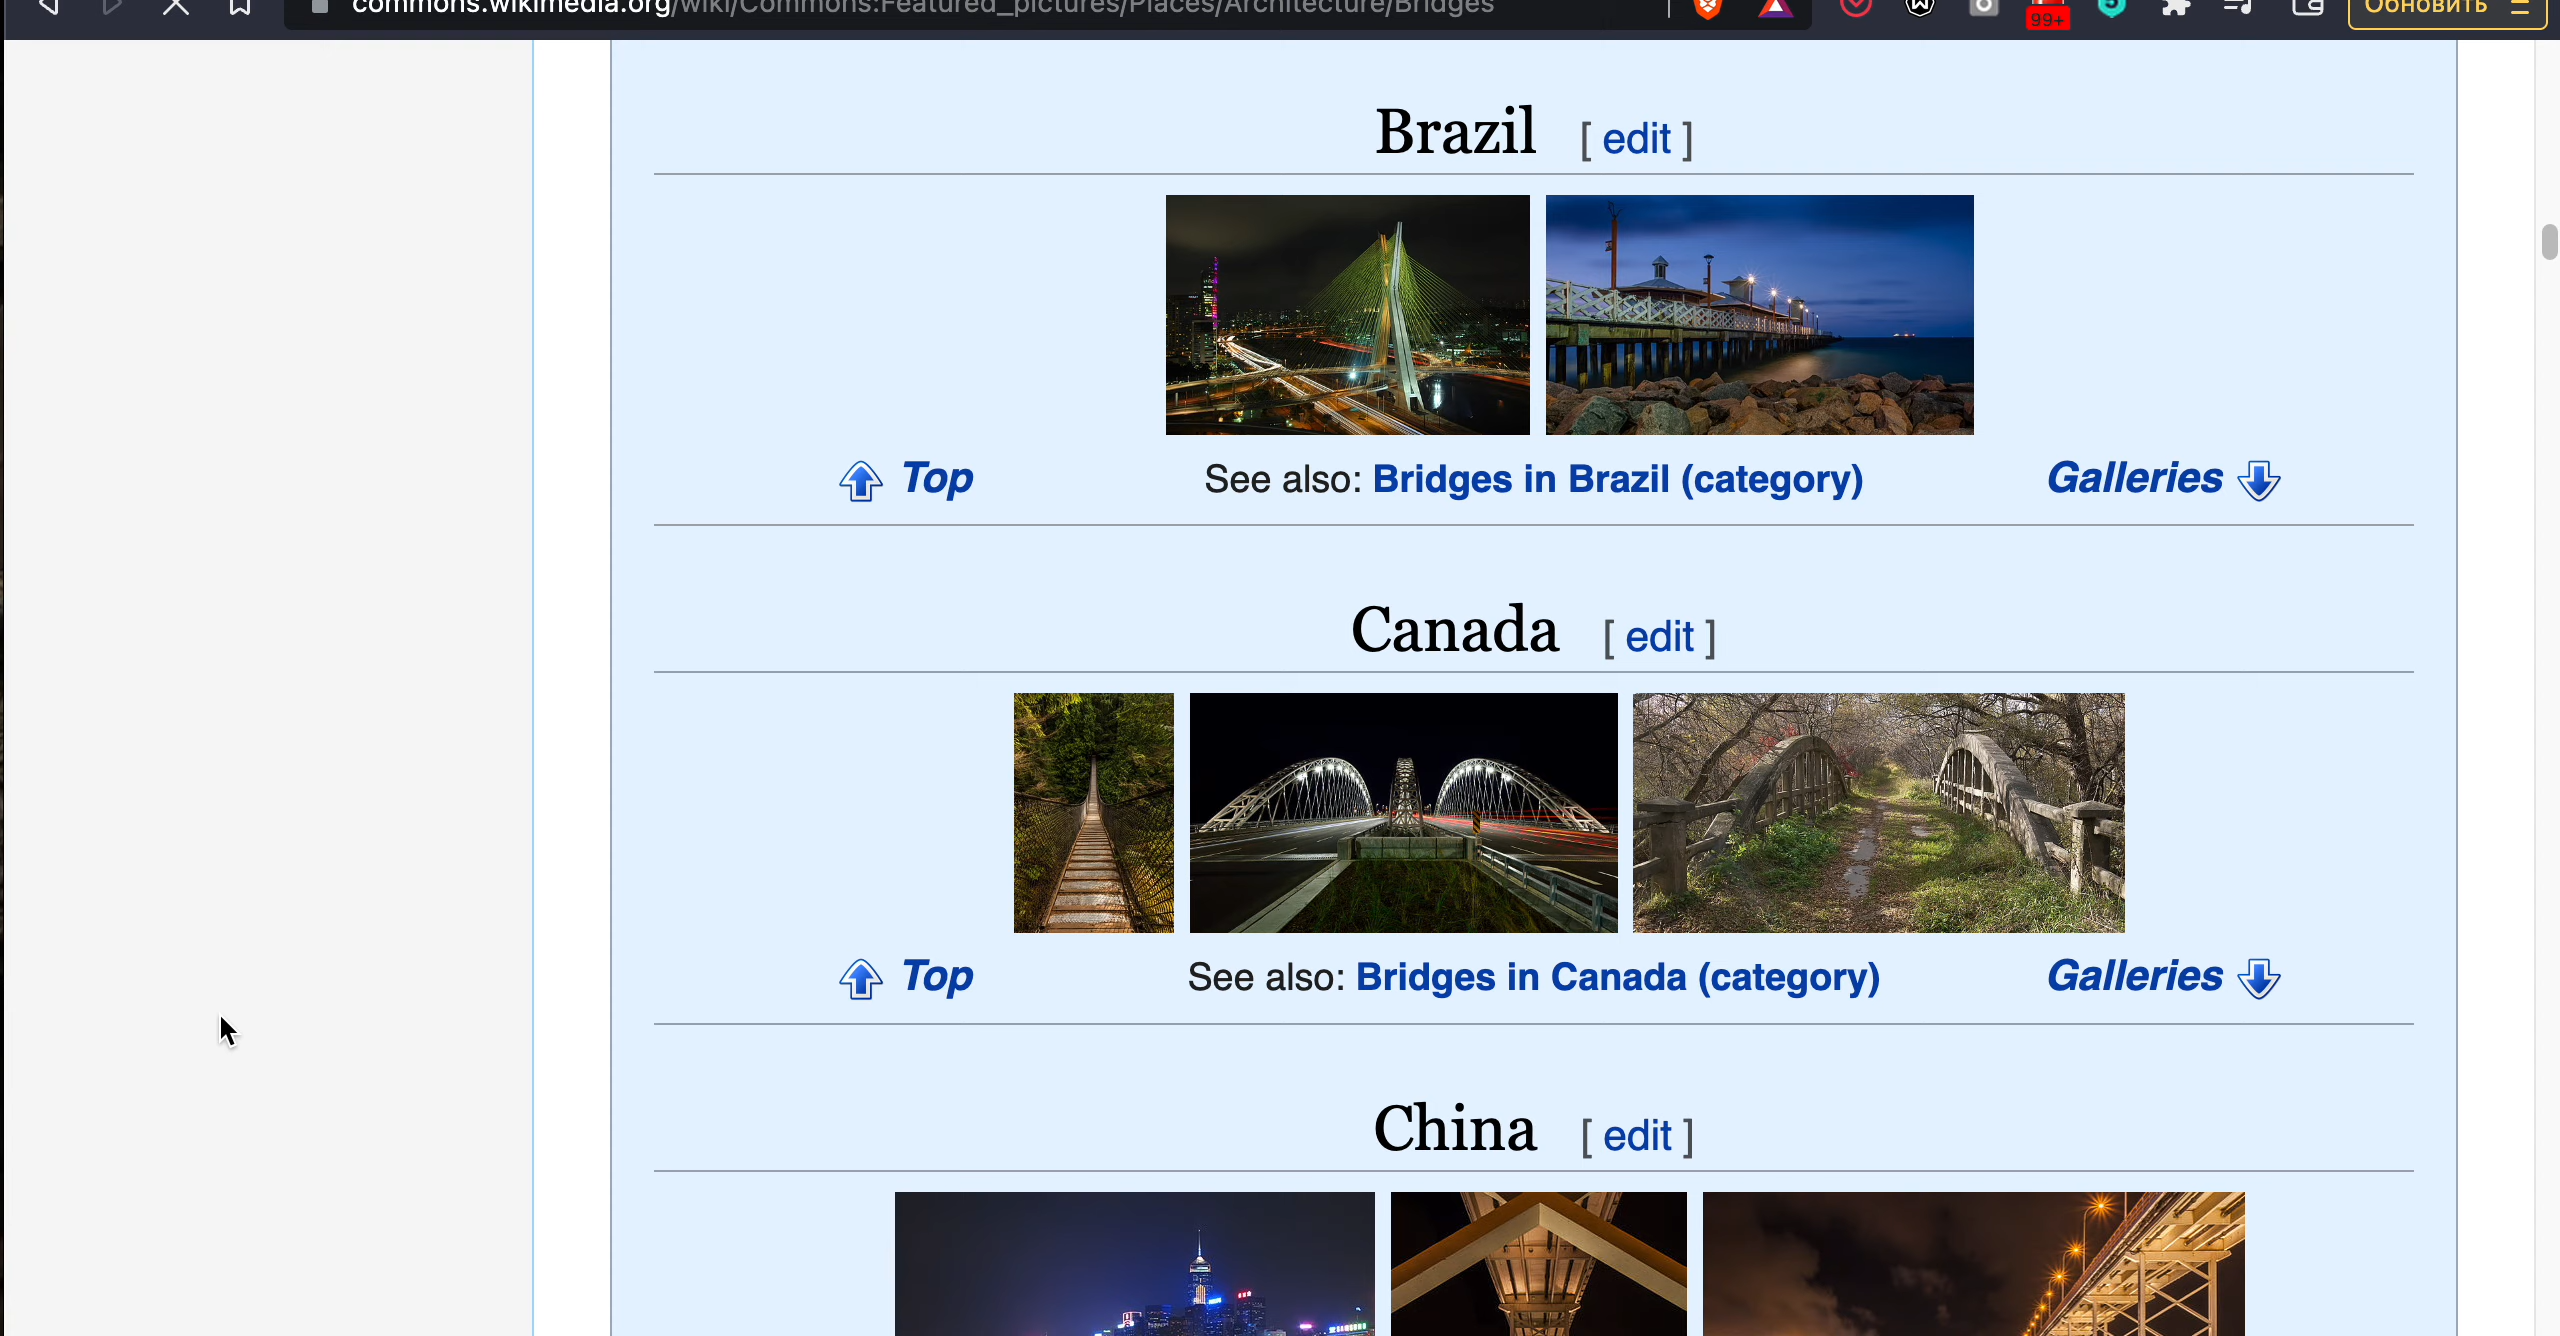 commons.wikimedia.org/wiki/Commons:Featured_pictures/Places/Architecture/Bridges
99+
Обновить
Brazil [ edit ]
Top See also: Bridges in Brazil (category) Galleries
Canada [ edit ]
Top See also: Bridges in Canada (category) Galleries
China [ edit ]